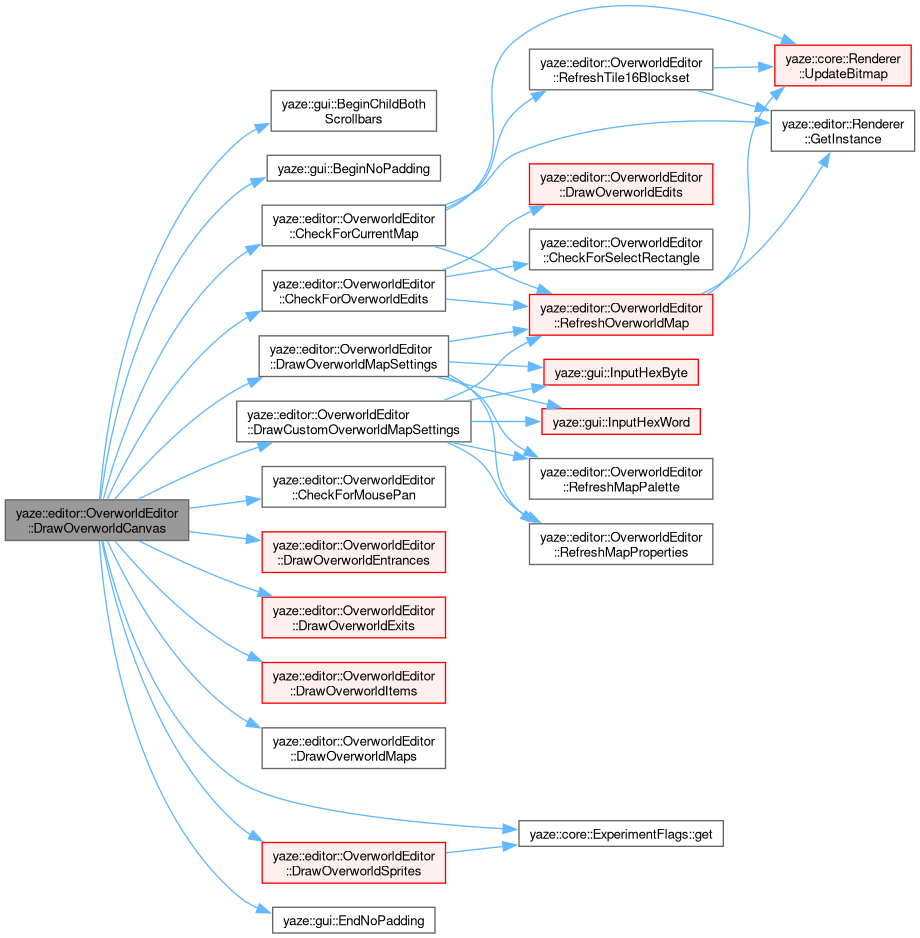 yaze::editor::OverworldEditor
::DrawOverworldCanvas
yaze::gui::BeginChildBoth
Scrollbars
yaze::gui::BeginNoPadding
yaze::editor::OverworldEditor
::CheckForCurrentMap
yaze::editor::OverworldEditor
::CheckForOverworldEdits
yaze::editor::OverworldEditor
::DrawOverworldMapSettings
yaze::editor::OverworldEditor
::DrawCustomOverworldMapSettings
yaze::editor::OverworldEditor
::CheckForMousePan
yaze::editor::OverworldEditor
::DrawOverworldEntrances
yaze::editor::OverworldEditor
::DrawOverworldExits
yaze::editor::OverworldEditor
::DrawOverworldItems
yaze::editor::OverworldEditor
::DrawOverworldMaps
yaze::editor::OverworldEditor
::DrawOverworldSprites
yaze::gui::EndNoPadding
yaze::editor::OverworldEditor
::RefreshTile16Blockset
yaze::editor::OverworldEditor
::DrawOverworldEdits
yaze::editor::OverworldEditor
::CheckForSelectRectangle
yaze::editor::OverworldEditor
::RefreshOverworldMap
yaze::gui::InputHexByte
yaze::gui::InputHexWord
yaze::editor::OverworldEditor
::RefreshMapPalette
yaze::editor::OverworldEditor
::RefreshMapProperties
yaze::core::ExperimentFlags::get
yaze::core::Renderer
::UpdateBitmap
yaze::editor::Renderer
::GetInstance